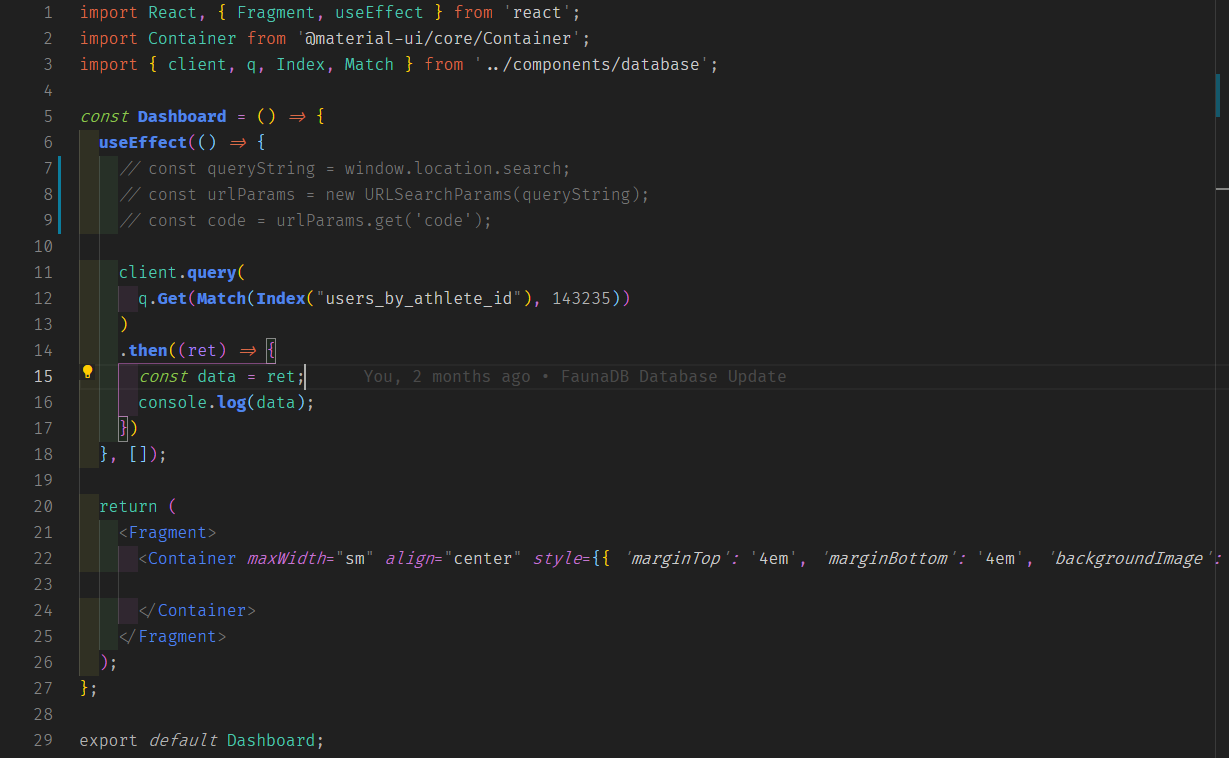 1 import React, { Fragment, useEffect } from 'react';
2 import Container from '@material-ui/core/Container';
3 import { client, q, Index, Match } from '../components/database';
4
5 const Dashboard = () => {
6 useEffect(() => {
7 // const queryString = window.location.search;
8 // const urlParams = new URLSearchParams(queryString);
9 // const code = urlParams.get('code');
10
11 client.query(
12 q.Get(Match(Index("users_by_athlete_id"), 143235))
13 )
14 .then((ret) => {
15 const data = ret; You, 2 months ago • FaunaDB Database Update
16 console.log(data);
17 })
18 }, []);
19
20 return (
21 <Fragment>
22 <Container maxWidth="sm" align="center" style={{ 'marginTop': '4em', 'marginBottom': '4em', 'backgroundImage':
23
24 </Container>
25 </Fragment>
26 );
27 };
28
29 export default Dashboard;